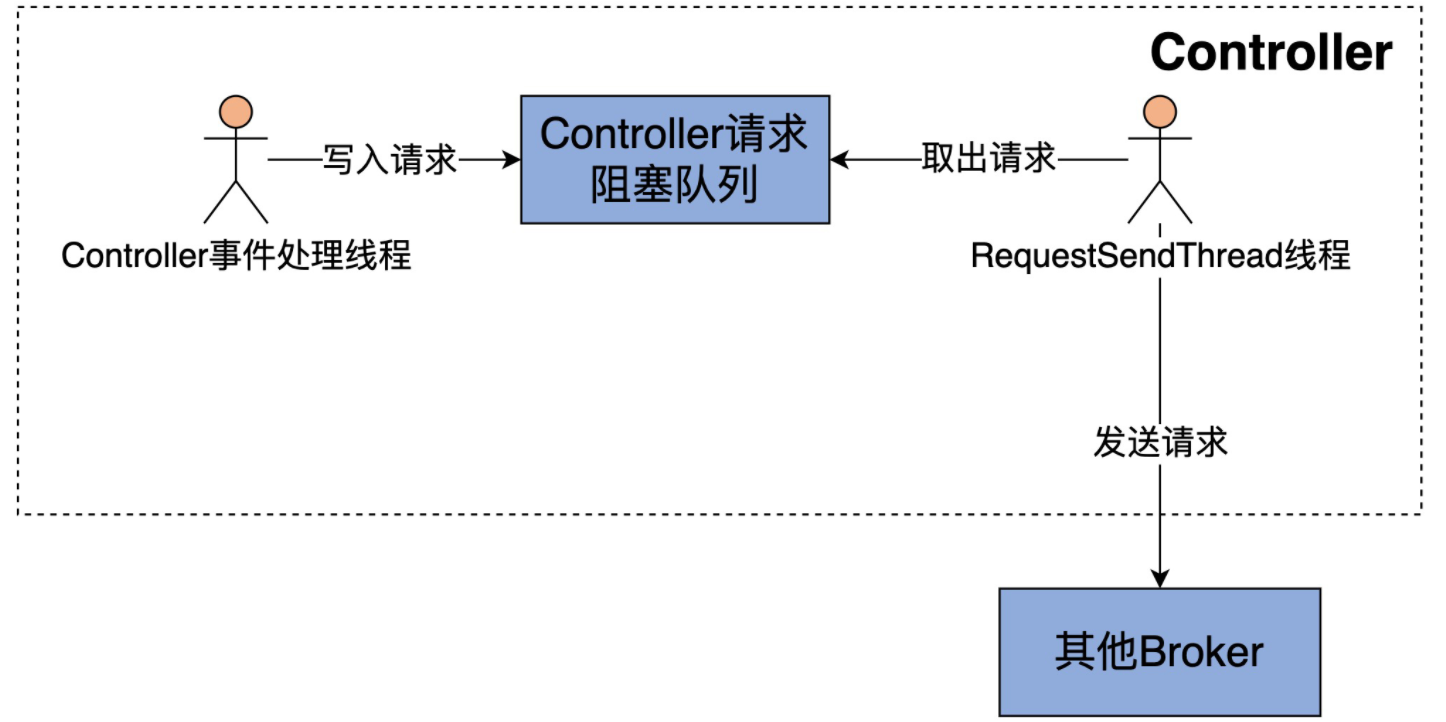 Controller
写入请求
Controller请求
阻塞队列
取出请求
Controller事件处理线程
RequestSendThread线程
发送请求
其他Broker